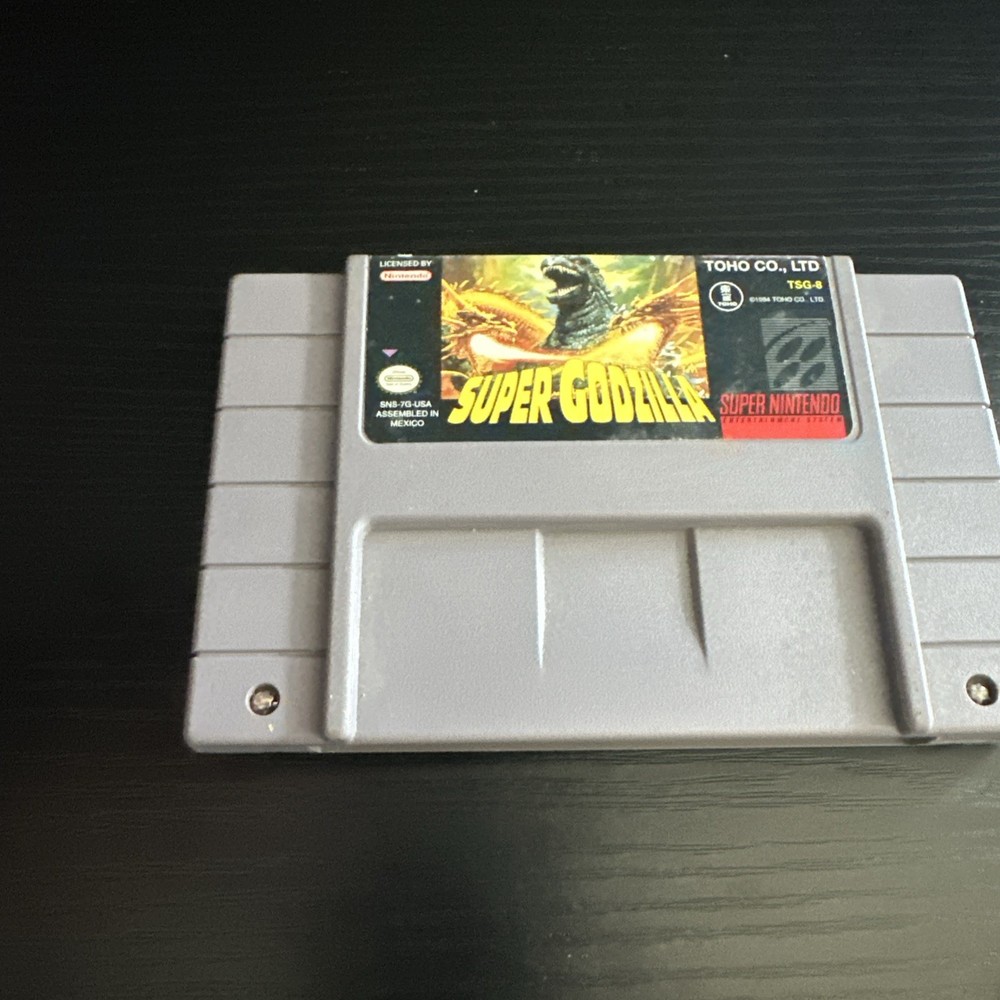 LICENSED BY
Nintendo
SNS-7G-USA
ASSEMBLED IN
MEXICO
SUPER GODZILLA
TOHO CO., LTD
TSG-8
TOHO
©1994 TOHO CO., LTD.
SUPER NINTENDO
ENTERTAINMENT SYSTEM